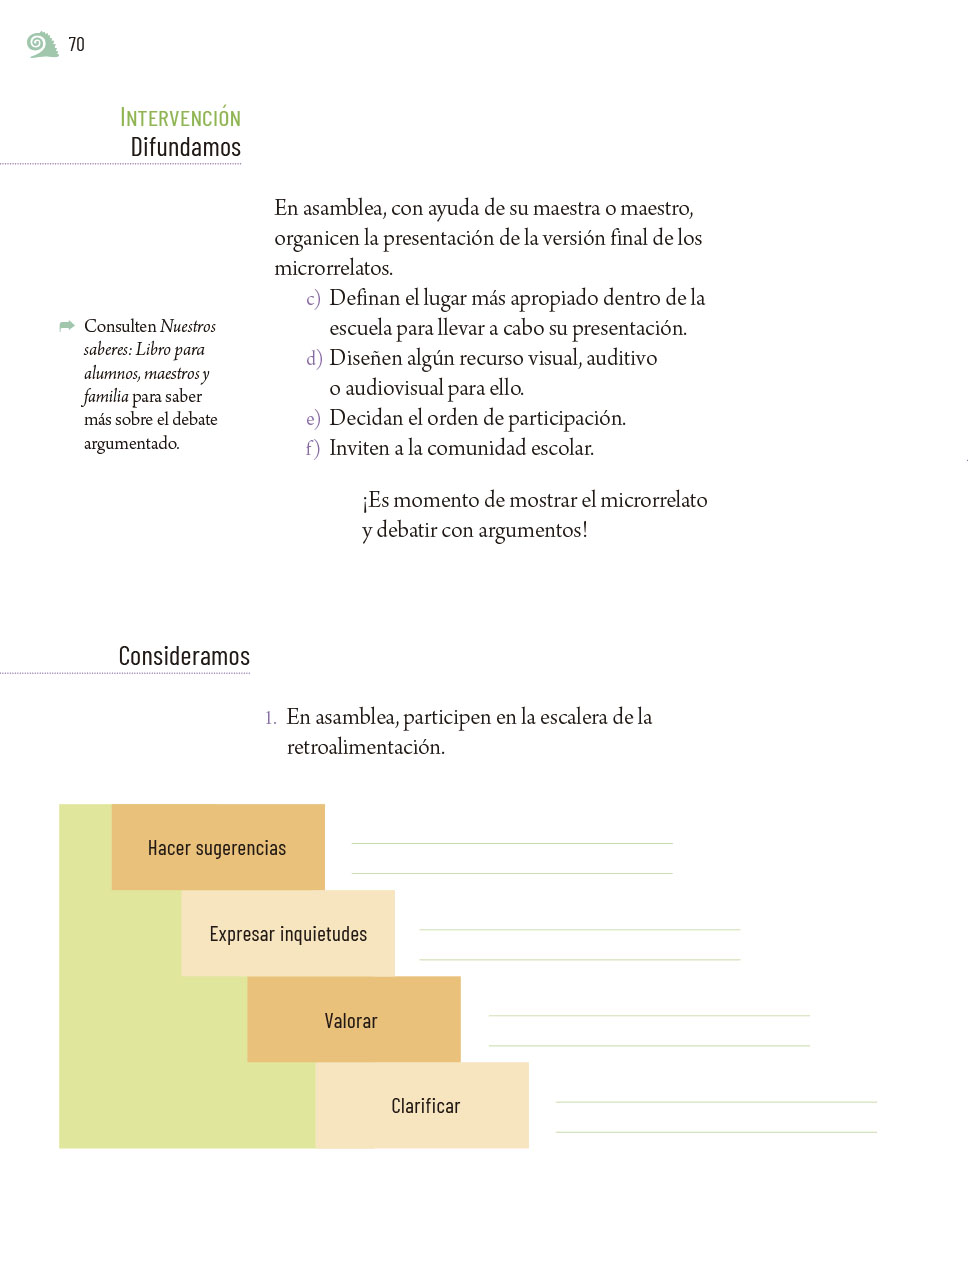 70
INTERVENCIÓN
Difundamos
En asamblea, con ayuda de su maestra o maestro,
organicen la presentación de la versión final de los
microrrelatos.
c) Definan el lugar más apropiado dentro de la
escuela para llevar a cabo su presentación.
d) Diseñen algún recurso visual, auditivo
o audiovisual para ello.
e) Decidan el orden de participación.
f) Inviten a la comunidad escolar.
Consulten Nuestros
saberes: Libro para
alumnos, maestros y
familia para saber
más sobre el debate
argumentado.
¡Es momento de mostrar el microrrelato
y debatir con argumentos!
Consideramos
1. En asamblea, participen en la escalera de la
retroalimentación.
Hacer sugerencias
Expresar inquietudes
Valorar
Clarificar